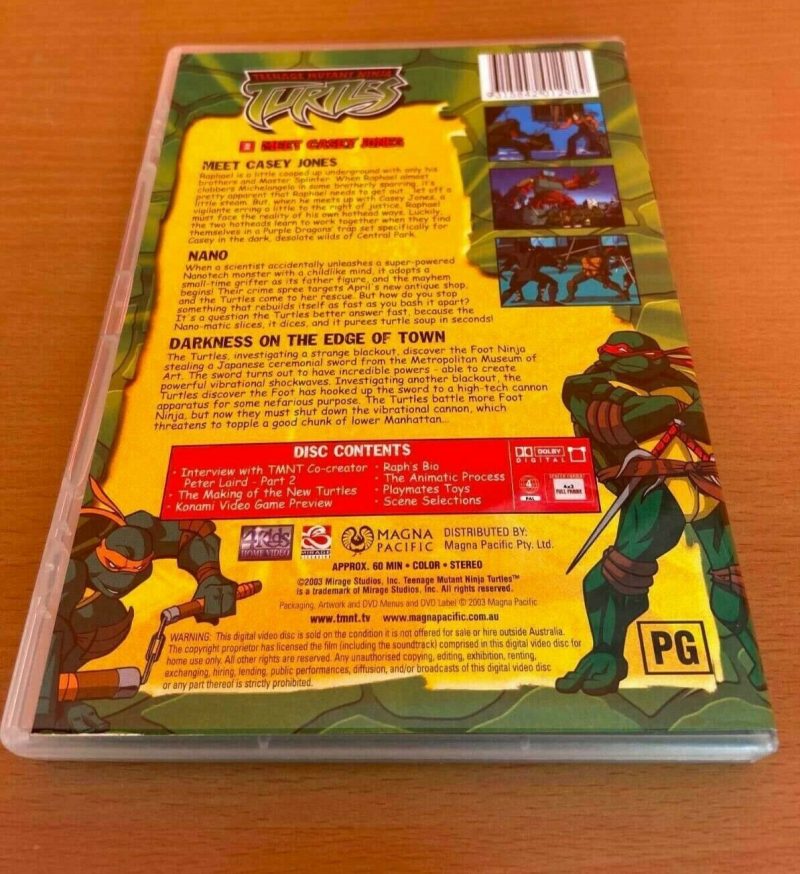 TEENAGE MUTANT NINJA
TURTLES
MEET CASEY JONES
MEET CASEY JONES
Raphael is a little cooped up underground with only his
brothers and Master Splinter. When Raphael almost
clobbers Michelangelo in some brotherly sparring, it's
pretty apparent that Raphael needs to get out... let off a
little steam. But, when he meets up with Casey Jones, a
vigilante erring a little to the right of justice, Raphael
must face the reality of his own hothead ways. Luckily,
the two hotheads learn to work together when they find
themselves in a Purple Dragons' trap set specifically for
Casey in the dark, desolate wilds of Central Park.
NANO
When a scientist accidentally unleashes a super-powered
Nanotech monster with a childlike mind, it adopts a
small-time grifter as its father figure, and the mayhem
begins! Their crime spree targets April's new antique shop,
and the Turtles come to her rescue. But how do you stop
something that rebuilds itself as fast as you bash it apart?
It's a question the Turtles better answer fast, because the
Nano-matic slices, it dices, and it purees turtle soup in seconds!
DARKNESS ON THE EDGE OF TOWN
The Turtles, investigating a strange blackout, discover the Foot Ninja
stealing a Japanese ceremonial sword from the Metropolitan Museum of
Art. The sword turns out to have incredible powers - able to create
powerful vibrational shockwaves. Investigating another blackout, the
Turtles discover the Foot has hooked up the sword to a high-tech cannon
apparatus for some nefarious purpose. The Turtles battle more Foot
Ninja, but now they must shut down the vibrational cannon, which
threatens to topple a good chunk of lower Manhattan...
DISC CONTENTS
• Interview with TMNT Co-creator
Peter Laird - Part 2
• The Making of the New Turtles
• Konami Video Game Preview
• Raph's Bio
• The Animatic Process
• Playmates Toys
• Scene Selections
DOLBY
DIGITAL
4
PAL
4x3
FULL FRAME
4Kids
HOME VIDEO
MIRAGE
MAGNA
PACIFIC
DISTRIBUTED BY:
Magna Pacific Pty. Ltd.
APPROX. 60 MIN • COLOR • STEREO
©2003 Mirage Studios, Inc. Teenage Mutant Ninja Turtles™
is a trademark of Mirage Studios, Inc. All rights reserved.
Packaging, Artwork and DVD Menus and DVD Label © 2003 Magna Pacific
www.tmnt.tv www.magnapacific.com.au
WARNING: This digital video disc is sold on the condition it is not offered for sale or hire outside Australia.
The copyright proprietor has licensed the film (including the soundtrack) comprised in this digital video disc for
home use only. All other rights are reserved. Any unauthorised copying, editing, exhibition, renting,
exchanging, hiring, lending, public performances, diffusion, and/or broadcasts of this digital video disc
or any part thereof is strictly prohibited.
PG